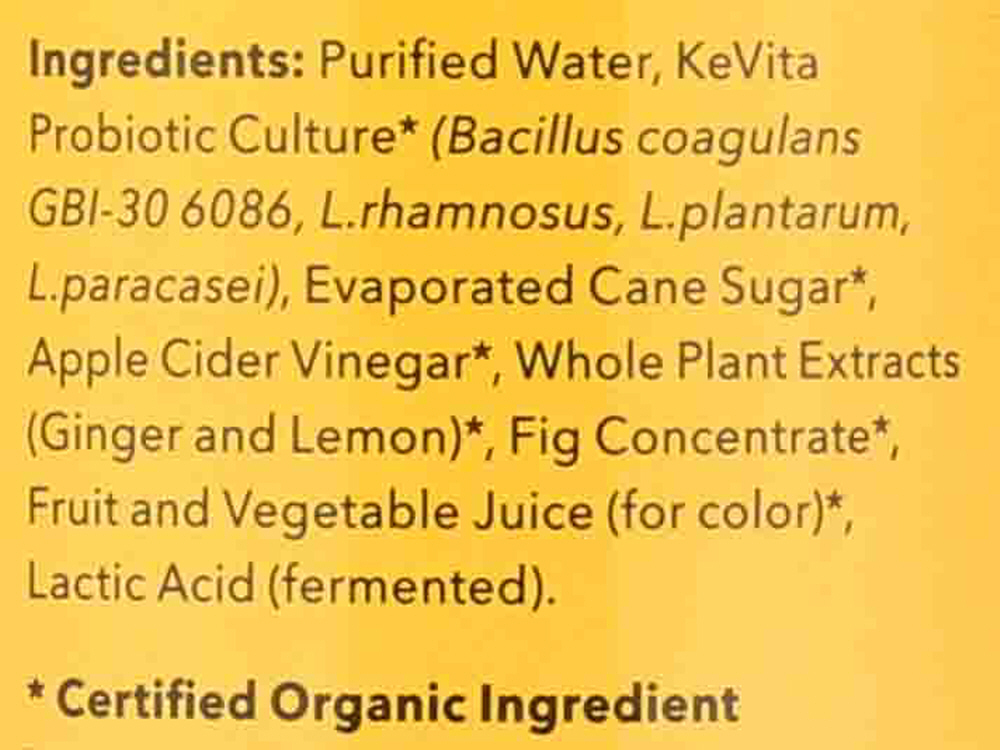 Ingredients: Purified Water, KeVita
Probiotic Culture* (Bacillus coagulans
GBI-30 6086, L.rhamnosus, L.plantarum,
L.paracasei), Evaporated Cane Sugar*,
Apple Cider Vinegar*, Whole Plant Extracts
(Ginger and Lemon)*, Fig Concentrate*,
Fruit and Vegetable Juice (for color)*,
Lactic Acid (fermented).
* Certified Organic Ingredient